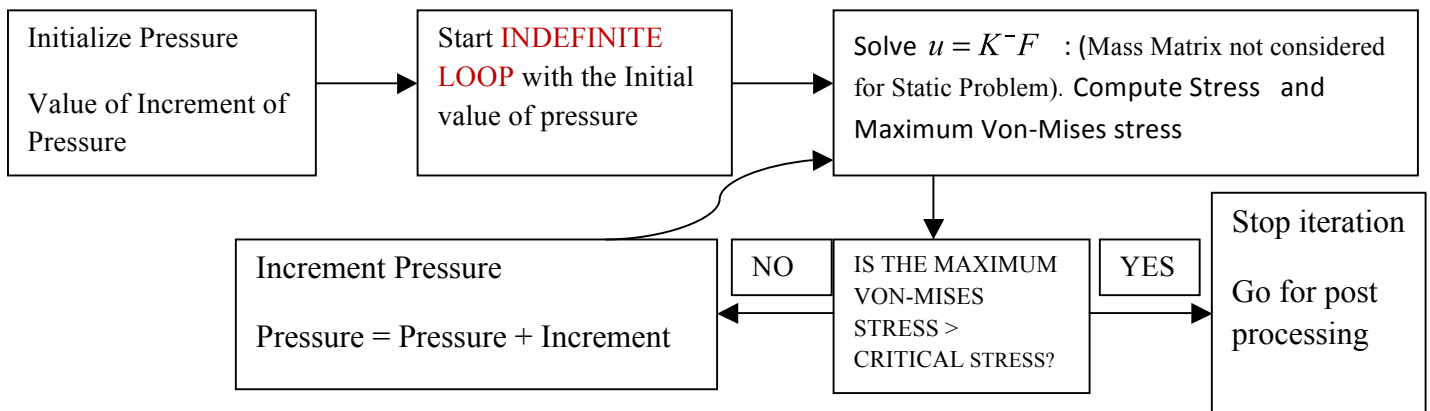 Initialize Pressure
Value of Increment of
Pressure
Start INDEFINITE
LOOP with the Initial
value of pressure
Solve u = K⁻F : (Mass Matrix not considered
for Static Problem). Compute Stress and
Maximum Von-Mises stress
Increment Pressure
Pressure = Pressure + Increment
NO
IS THE MAXIMUM
VON-MISES
STRESS >
CRITICAL STRESS?
YES
Stop iteration
Go for post
processing